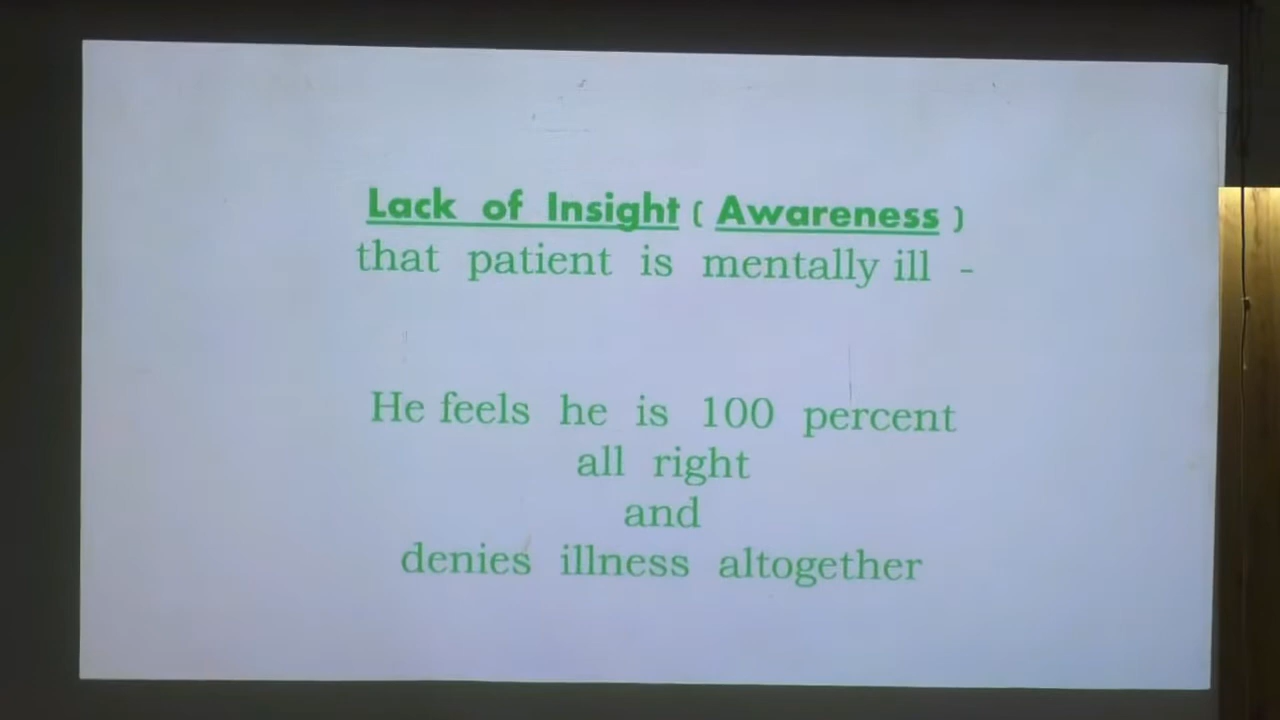 Lack of Insight ( Awareness )
that patient is mentally ill -
He feels he is 100 percent
all right
and
denies illness altogether